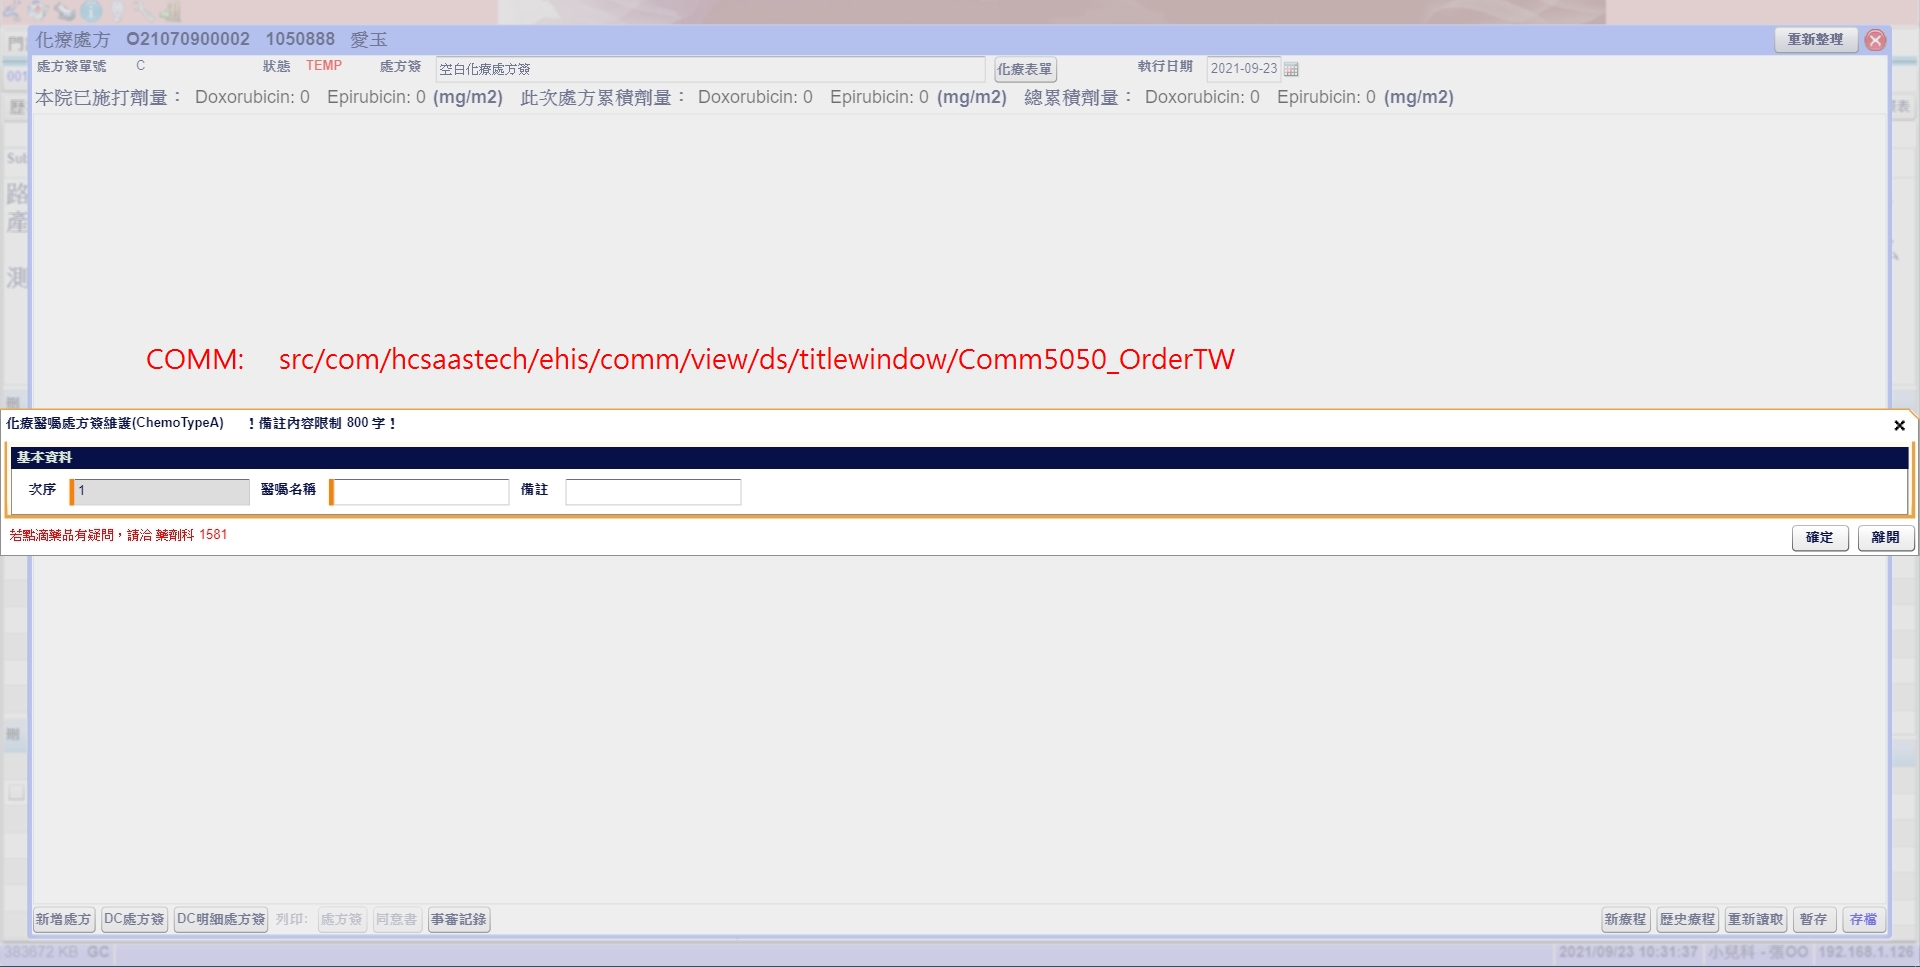 化療處方 O21070900002 1050888 愛玉 重新整理
處方簽單號 C 狀態 TEMP 處方簽 空白化療處方簽 化療表單 執行日期 2021-09-23
本院已施打劑量： Doxorubicin: 0 Epirubicin: 0 (mg/m2) 此次處方累積劑量： Doxorubicin: 0 Epirubicin: 0 (mg/m2) 總累積劑量： Doxorubicin: 0 Epirubicin: 0 (mg/m2)
001
歷 表
Sub
路
產
測
COMM: src/com/hcsaastech/ehis/comm/view/ds/titlewindow/Comm5050_OrderTW
化療醫囑處方簽維護(ChemoTypeA) ！備註內容限制 800 字！
基本資料
次序 1 醫囑名稱 備註
若點滴藥品有疑問，請洽 藥劑科 1581 確定 離開
新增處方 DC處方簽 DC明細處方簽 列印: 處方簽 同意書 事審記錄 新療程 歷史療程 重新讀取 暫存 存檔
383672 KB GC 2021/09/23 10:31:37 小兒科 - 張OO 192.168.1.126